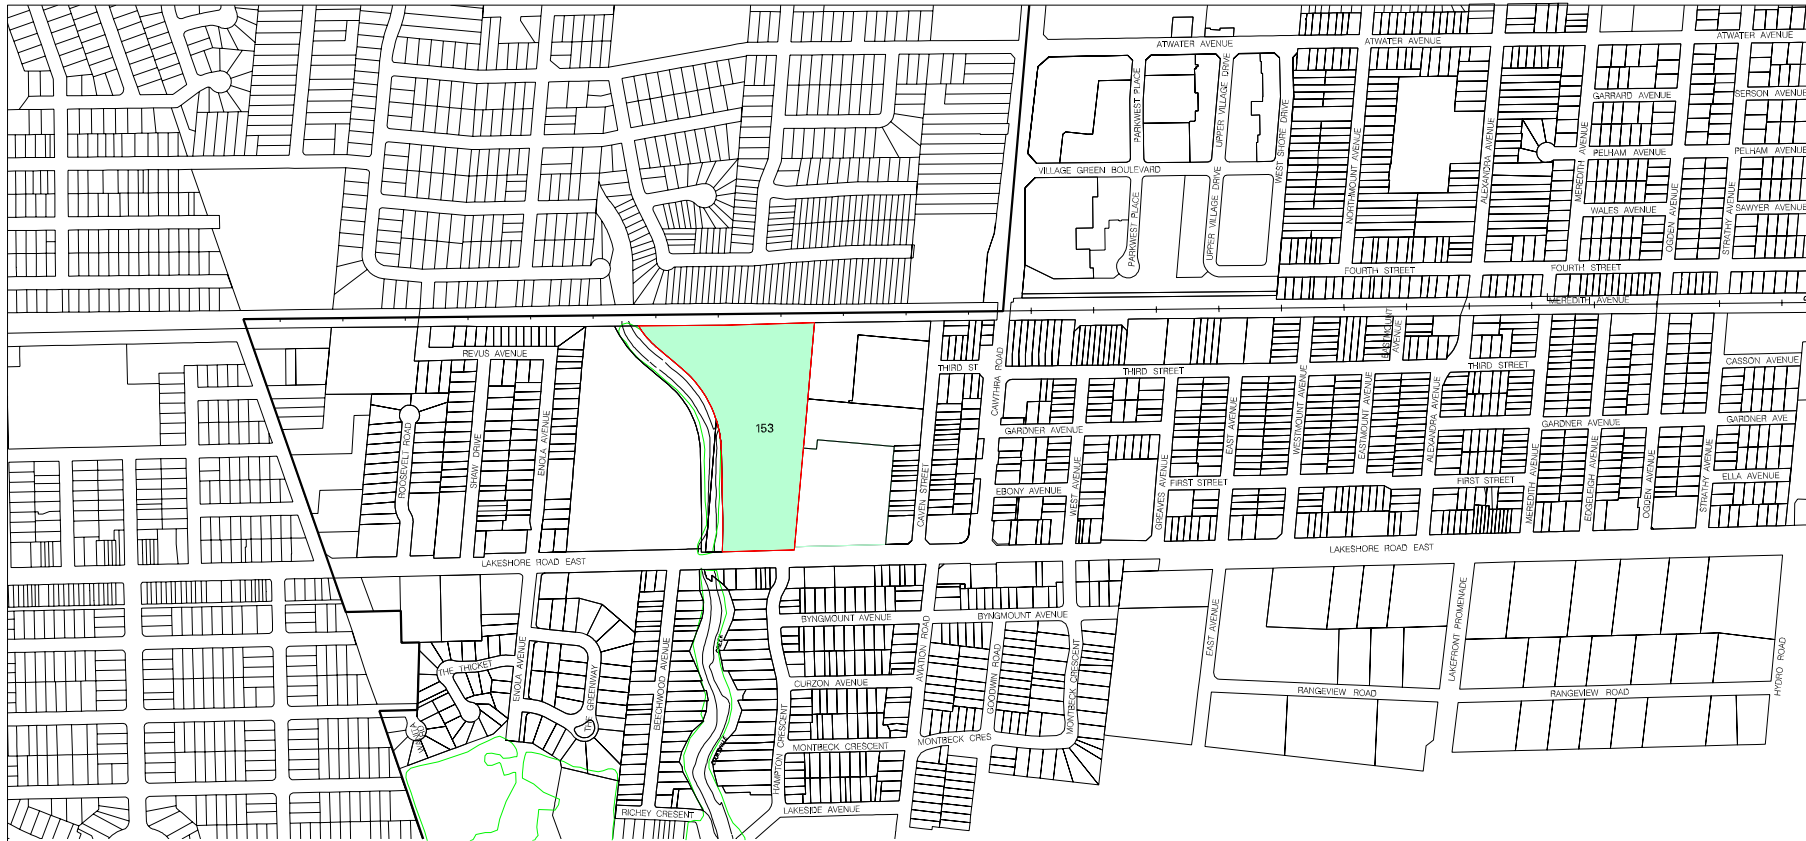 ATWATER AVENUE
ATWATER AVENUE
ATWATER AVENUE
PARKWEST PLACE
UPPER VILLAGE DRIVE
WEST SHORE DRIVE
NORTHMOUNT AVENUE
ALEXANDRA AVENUE
MEREDITH AVENUE
GARRARD AVENUE
SERSON AVENUE
PELHAM AVENUE
PELHAM AVENUE
VILLAGE GREEN BOULEVARD
PARKWEST PLACE
UPPER VILLAGE DRIVE
WALES AVENUE
OGDEN AVENUE
STRATHY AVENUE
SAWYER AVENUE
FOURTH STREET
FOURTH STREET
MEREDITH AVENUE
REVUS AVENUE
THIRD ST
CAWTHRA ROAD
THIRD STREET
EASTMOUNT
AVENUE
THIRD STREET
CASSON AVENUE
ROOSEVELT ROAD
SHAW DRIVE
ENOLA AVENUE
153
CAVEN STREET
GARDNER AVENUE
EAST AVENUE
WESTMOUNT AVENUE
EASTMOUNT AVENUE
ALEXANDRA AVENUE
GARDNER AVENUE
GARDNER AVE
EBONY AVENUE
WEST AVENUE
GREAVES AVENUE
FIRST STREET
FIRST STREET
MEREDITH AVENUE
EDGELEIGH AVENUE
OGDEN AVENUE
STRATHY AVENUE
ELLA AVENUE
LAKESHORE ROAD EAST
LAKESHORE ROAD EAST
BYNGMOUNT AVENUE
BYNGMOUNT AVENUE
THE THICKET
ENOLA AVENUE
THE GREENWAY
BEECHWOOD AVENUE
CREEK
HAMPTON CRESCENT
CURZON AVENUE
AVIATION ROAD
GOODWIN ROAD
MONTBECK CRESCENT
EAST AVENUE
LAKEFRONT PROMENADE
HYDRO ROAD
RANGEVIEW ROAD
RANGEVIEW ROAD
MONTBECK CRESCENT
MONTBECK CRES
RICHEY CRESENT
LAKESIDE AVENUE